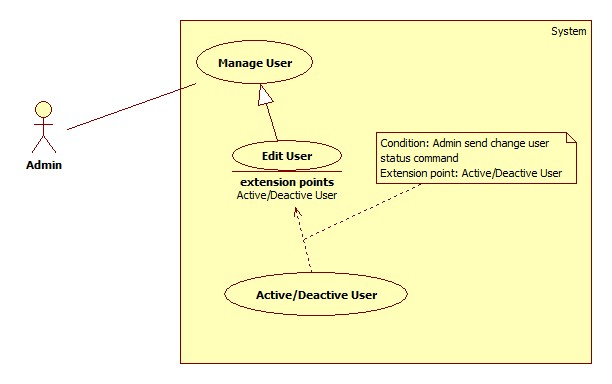 System
Manage User
Admin
Edit User
extension points
Active/Deactive User
Condition: Admin send change user
status command
Extension point: Active/Deactive User
Active/Deactive User